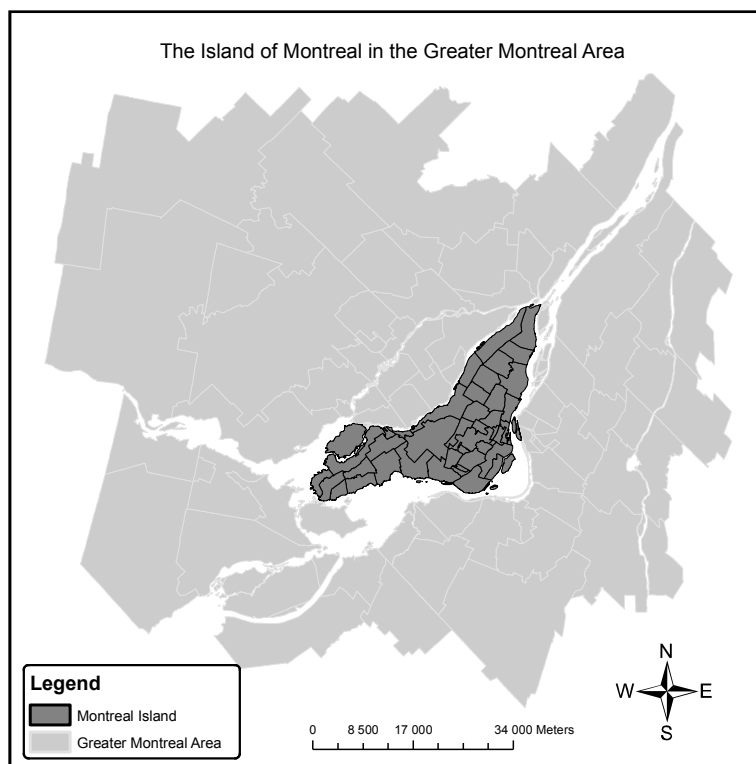 The Island of Montreal in the Greater Montreal Area
N
W E
S
Legend
Montreal Island
Greater Montreal Area
0 8 500 17 000 34 000 Meters